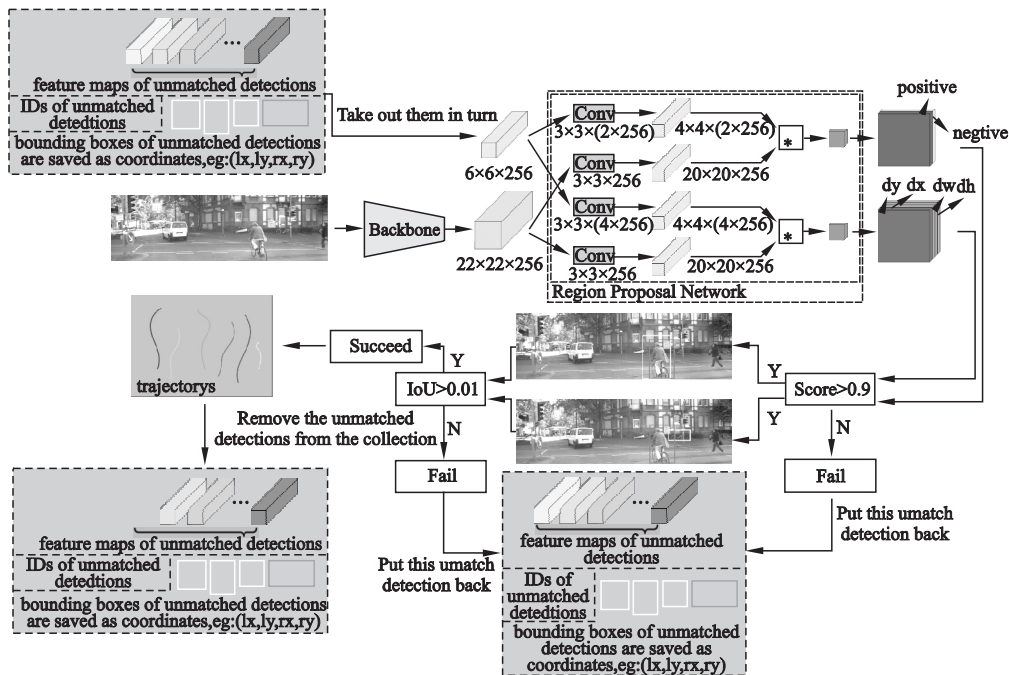 feature maps of unmatched detections
IDs of unmatched
detedtions
bounding boxes of unmatched detections
are saved as coordinates,eg:(lx,ly,rx,ry)
Take out them in turn
6×6×256
Backbone
22×22×256
Conv
3×3×(2×256)
4×4×(2×256)
*
Conv
3×3×256
20×20×256
Conv
3×3×(4×256)
4×4×(4×256)
*
Conv
3×3×256
20×20×256
Region Proposal Network
positive
negtive
dy dx dwdh
trajectorys
Succeed
Y
IoU>0.01
N
Fail
Y
Y
Score>0.9
N
Fail
Remove the unmatched
detections from the collection
Put this umatch
detection back
Put this umatch
detection back
feature maps of unmatched detections
IDs of unmatched
detedtions
bounding boxes of unmatched detections
are saved as coordinates,eg:(lx,ly,rx,ry)
feature maps of unmatched
detections
IDs of
unmatched
detedtions
bounding boxes of unmatched
detections are saved as
coordinates,eg:(lx,ly,rx,ry)